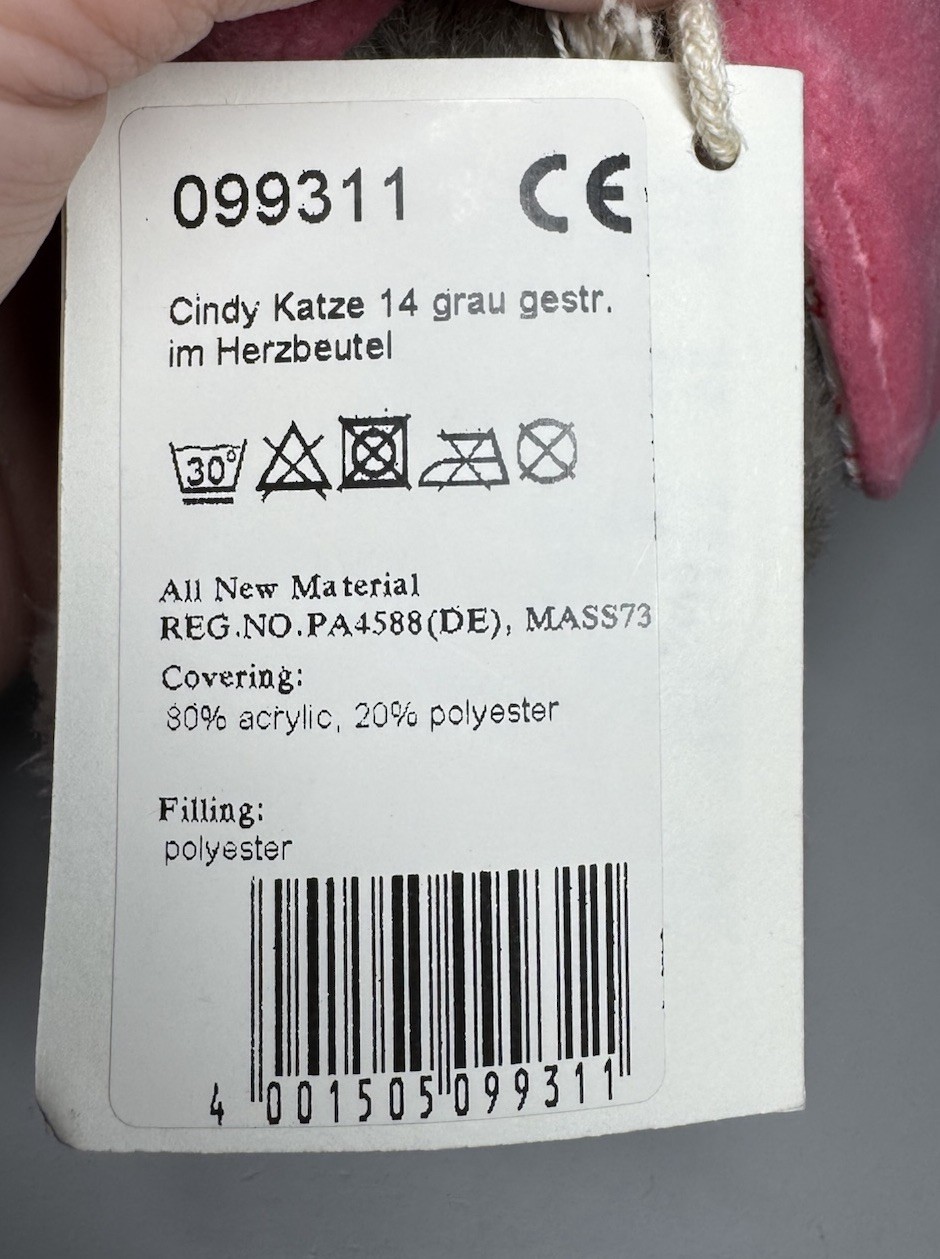 099311 CE
Cindy Katze 14 grau gestr.
im Herzbeutel
30°
All New Material
REG.NO.PA4588(DE), MASS73
Covering:
80% acrylic, 20% polyester
Filling:
polyester
4 001505 099311